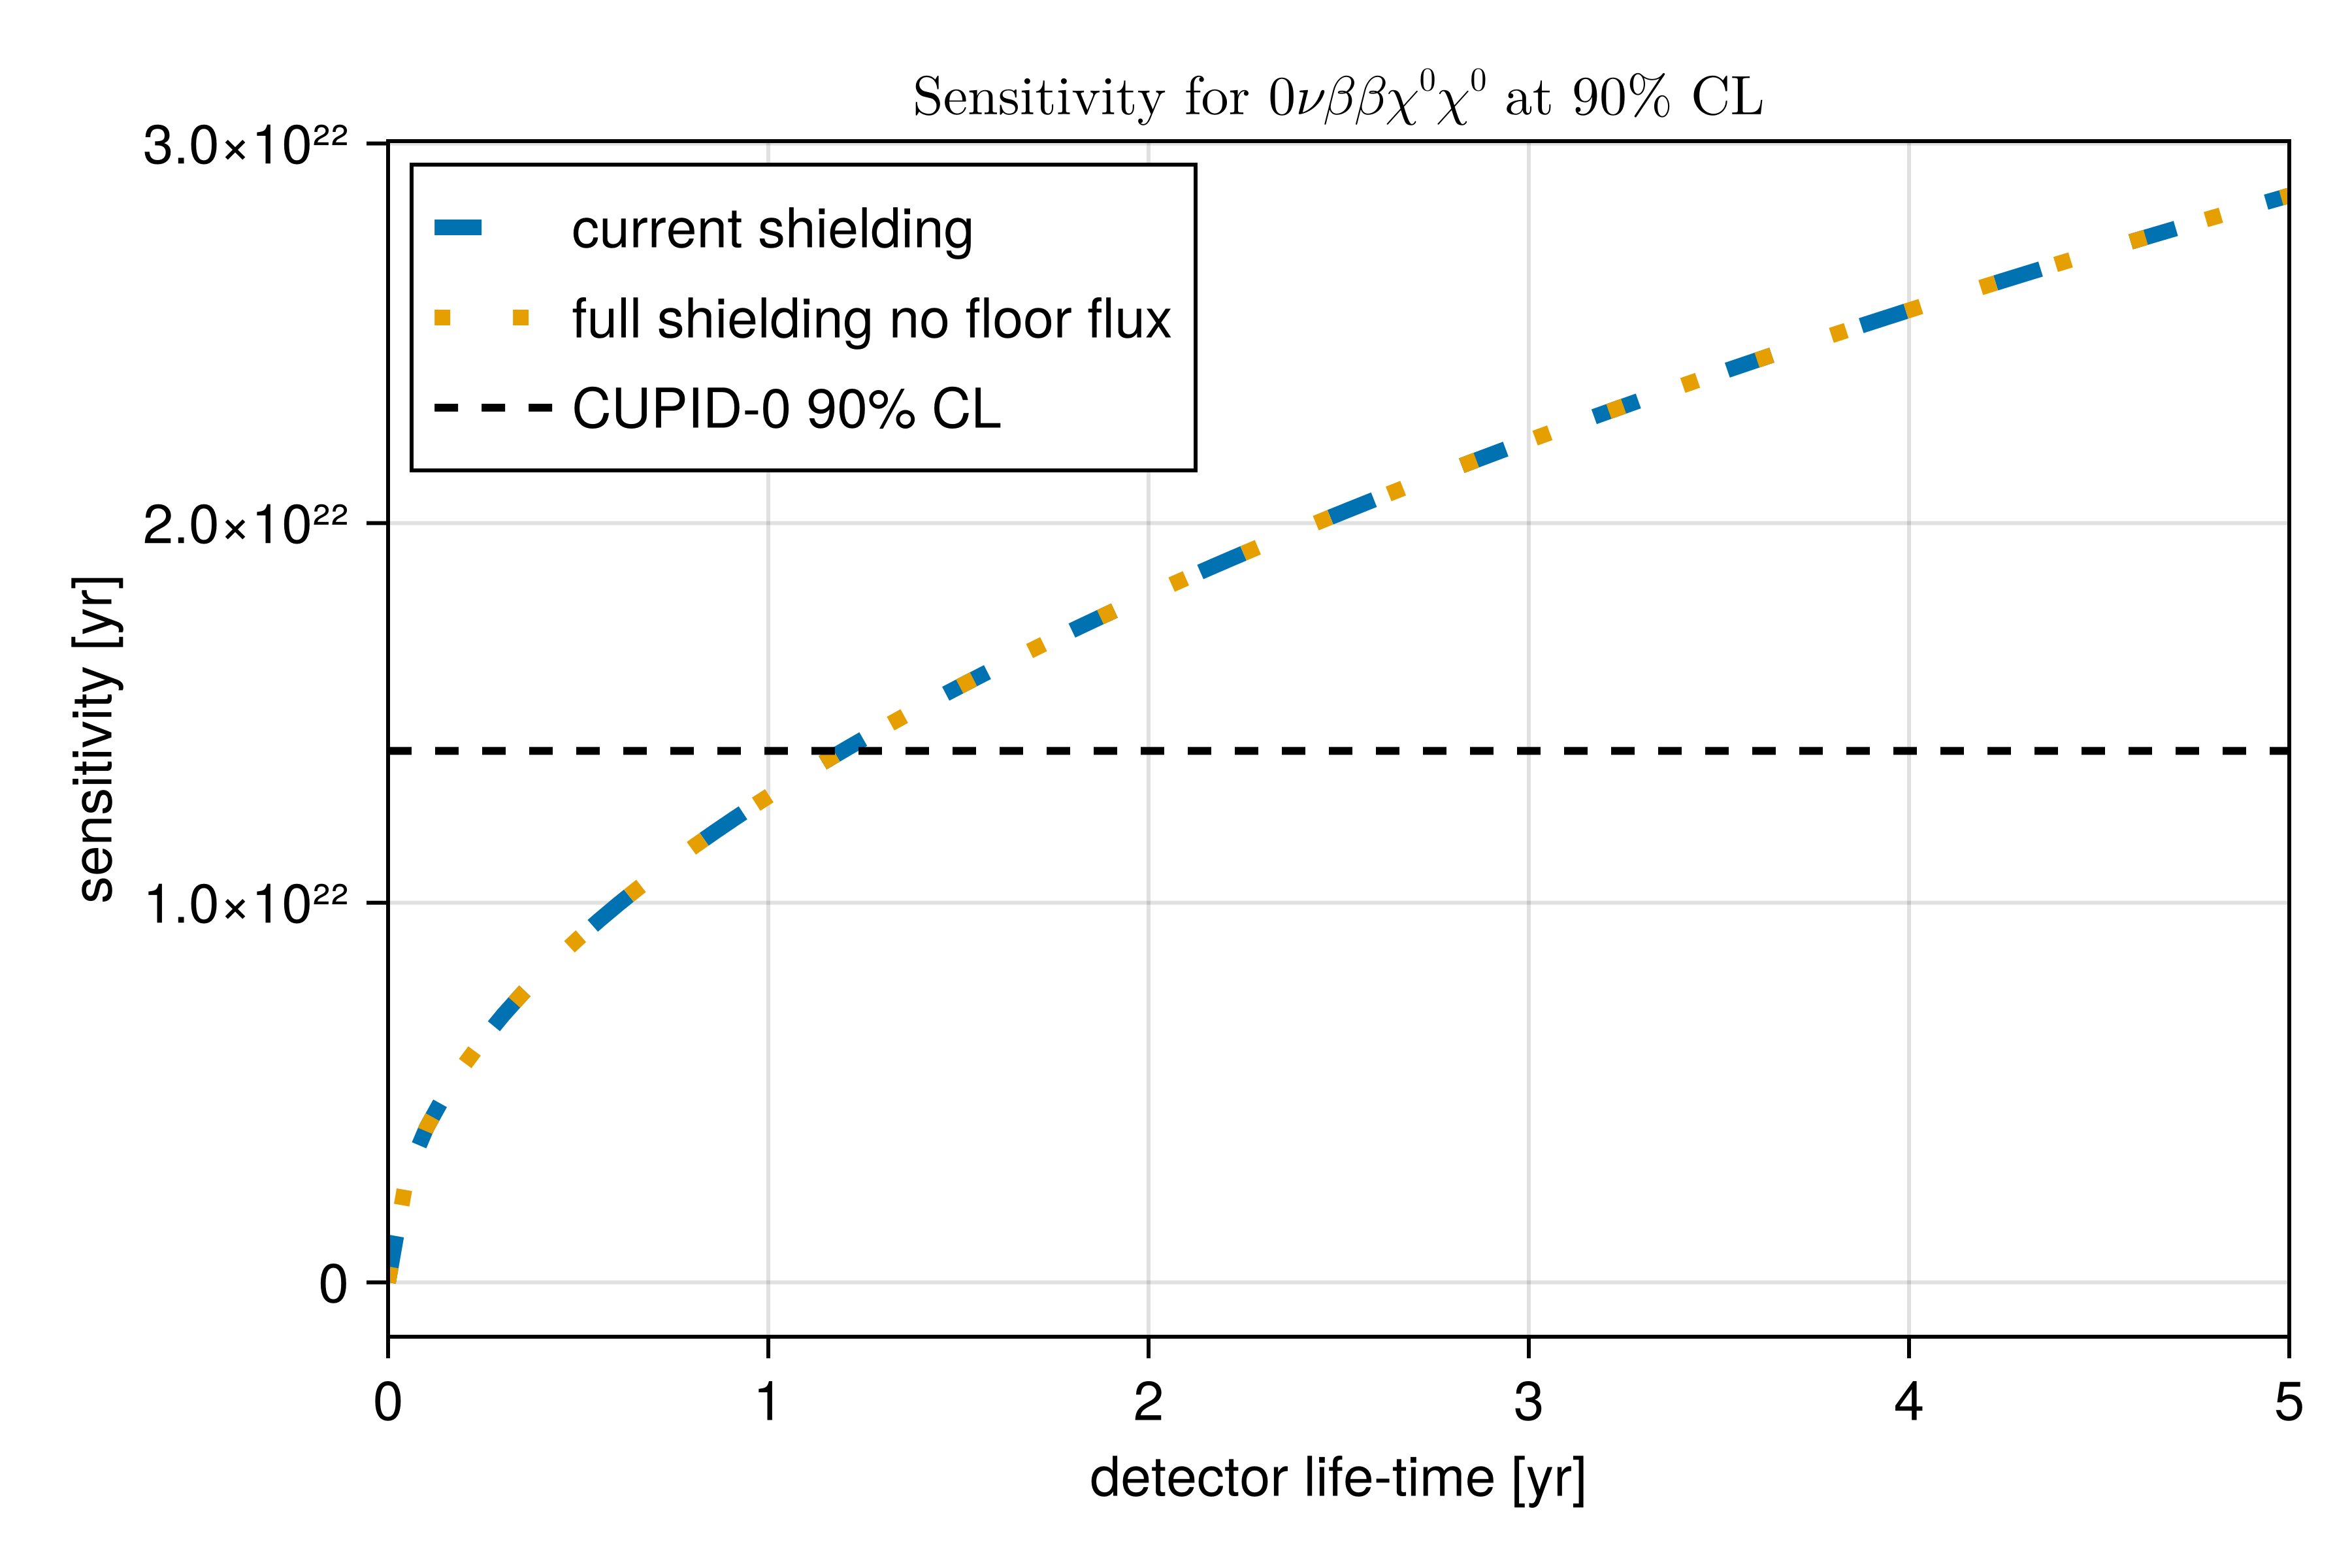 Sensitivity for 0νββχ⁰χ⁰ at 90% CL
3.0×10²²
2.0×10²²
1.0×10²²
0
sensitivity [yr]
current shielding
full shielding no floor flux
CUPID-0 90% CL
0 1 2 3 4 5
detector life-time [yr]